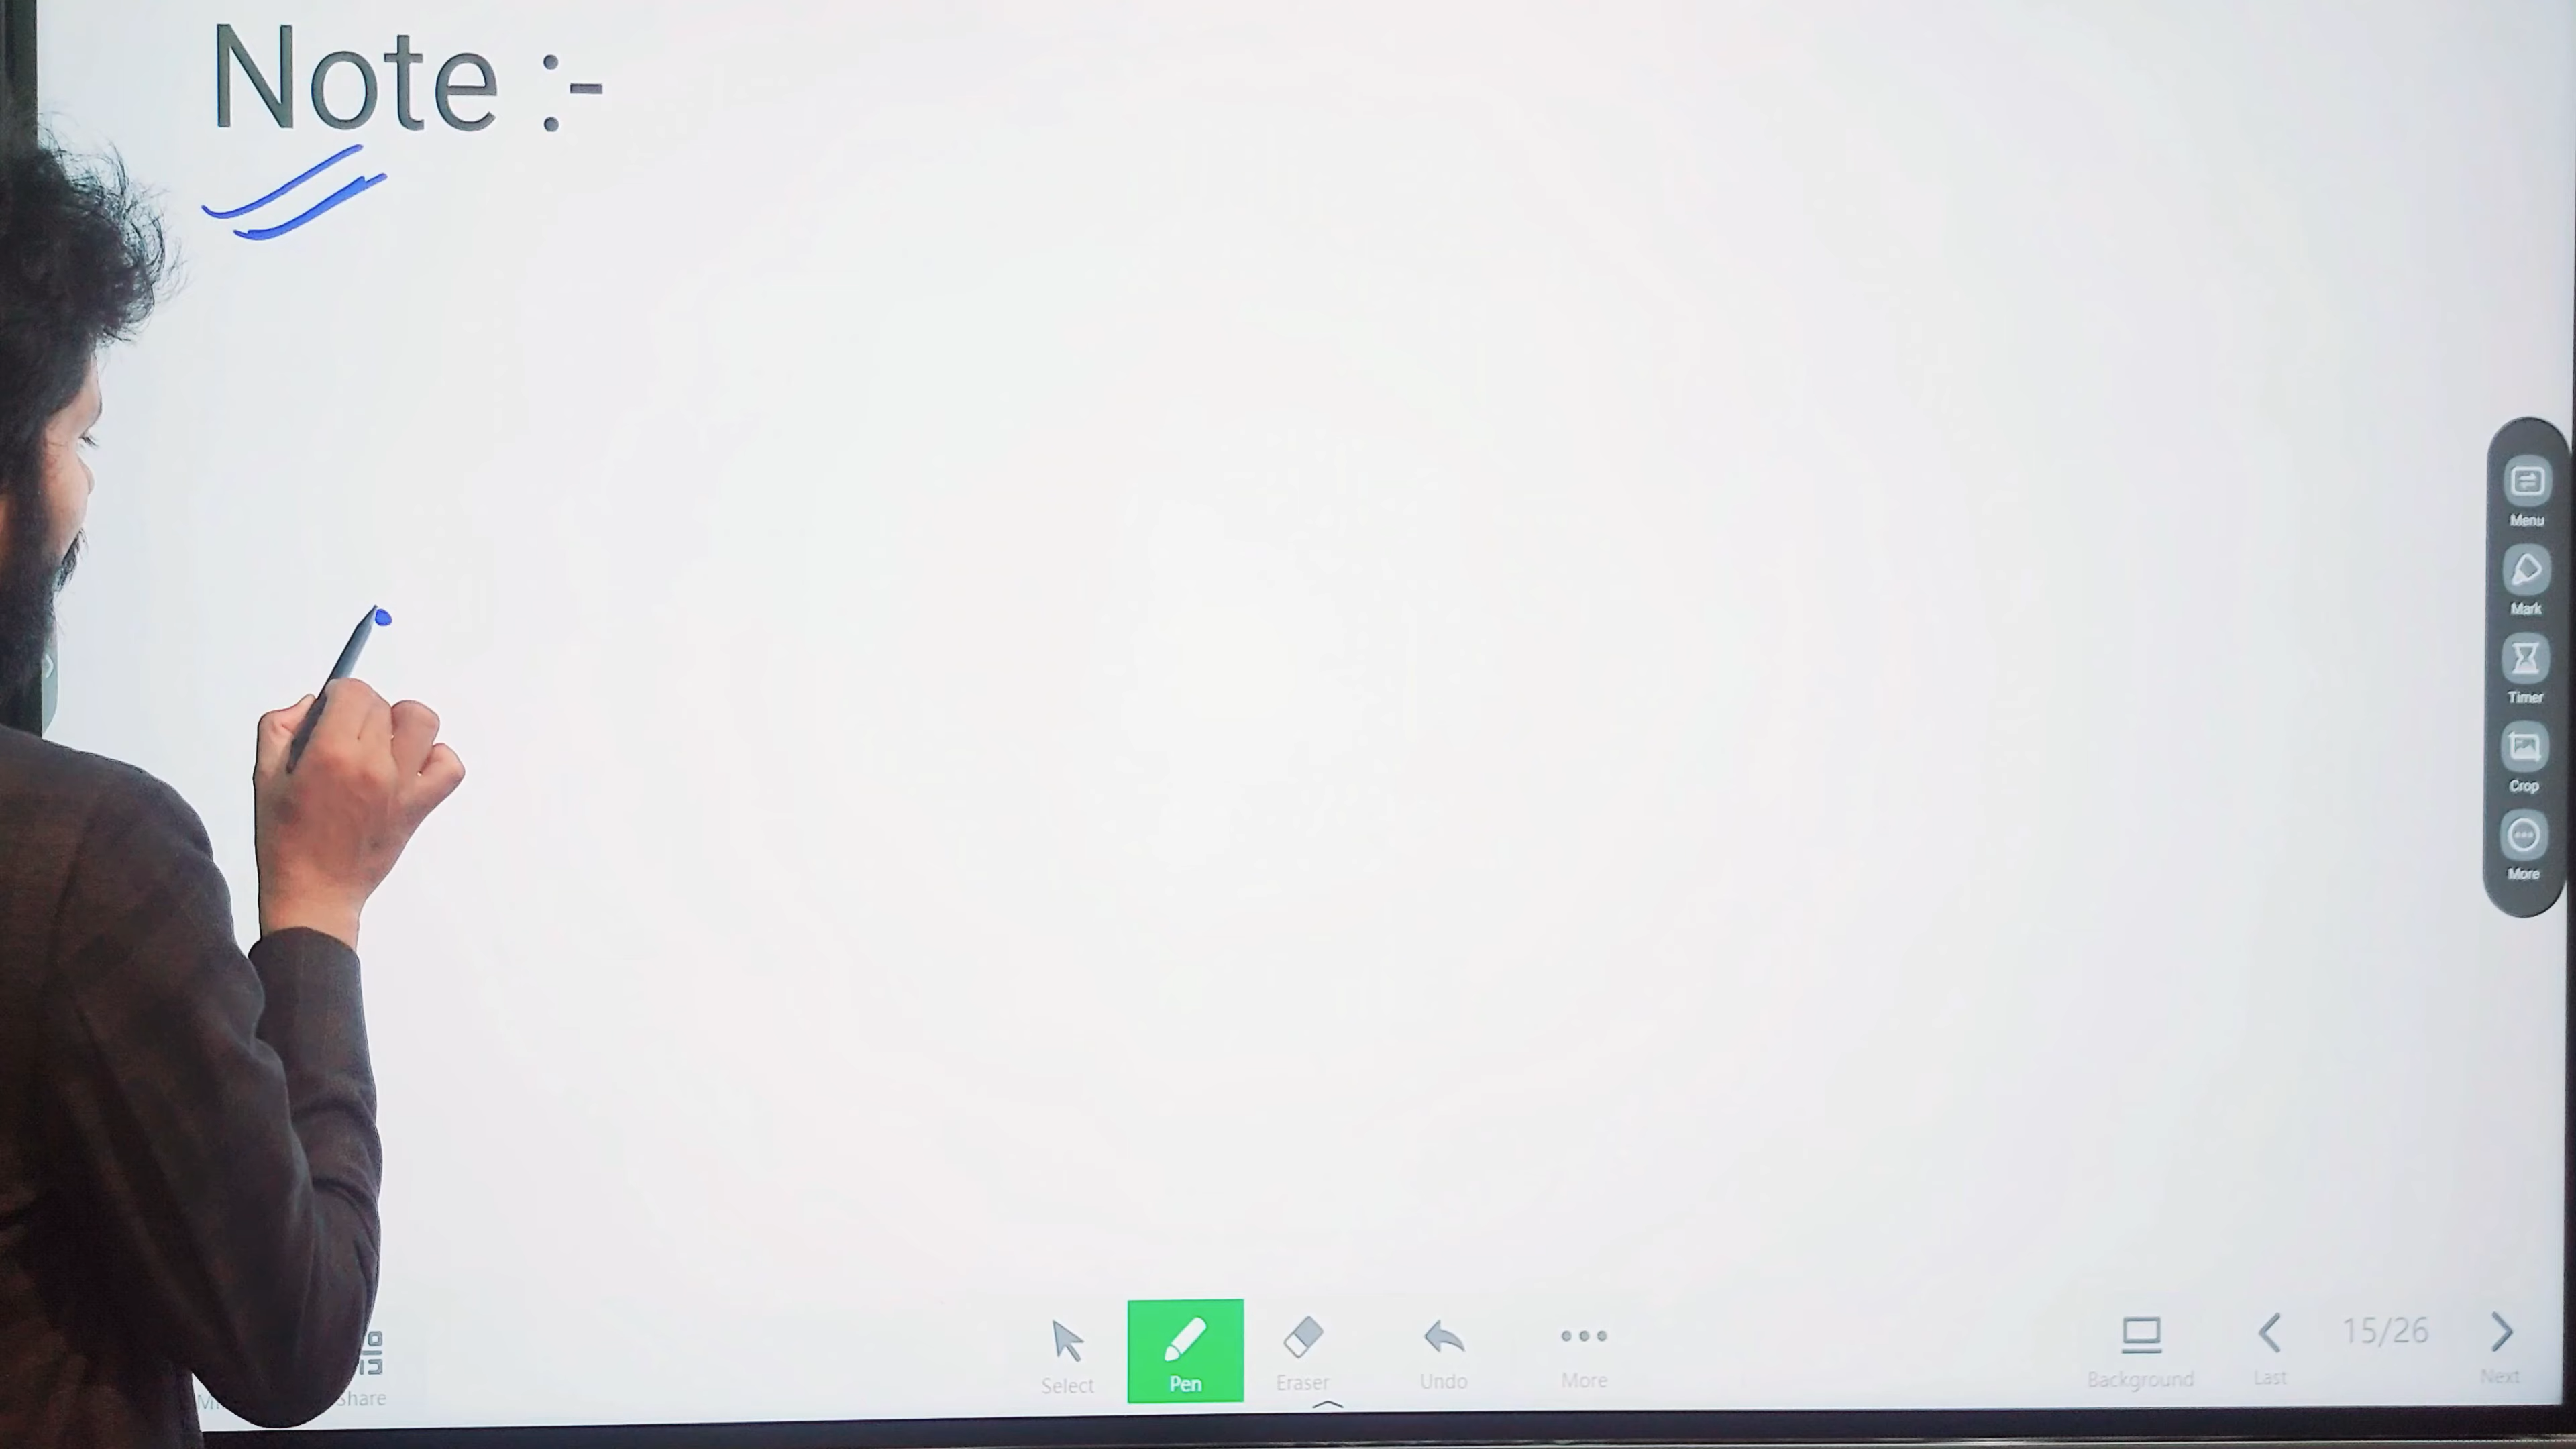 Note :-
Menu
Mark
Timer
Crop
More
Share
Select
Pen
Eraser
Undo
More
Background
Last
15/26
Next